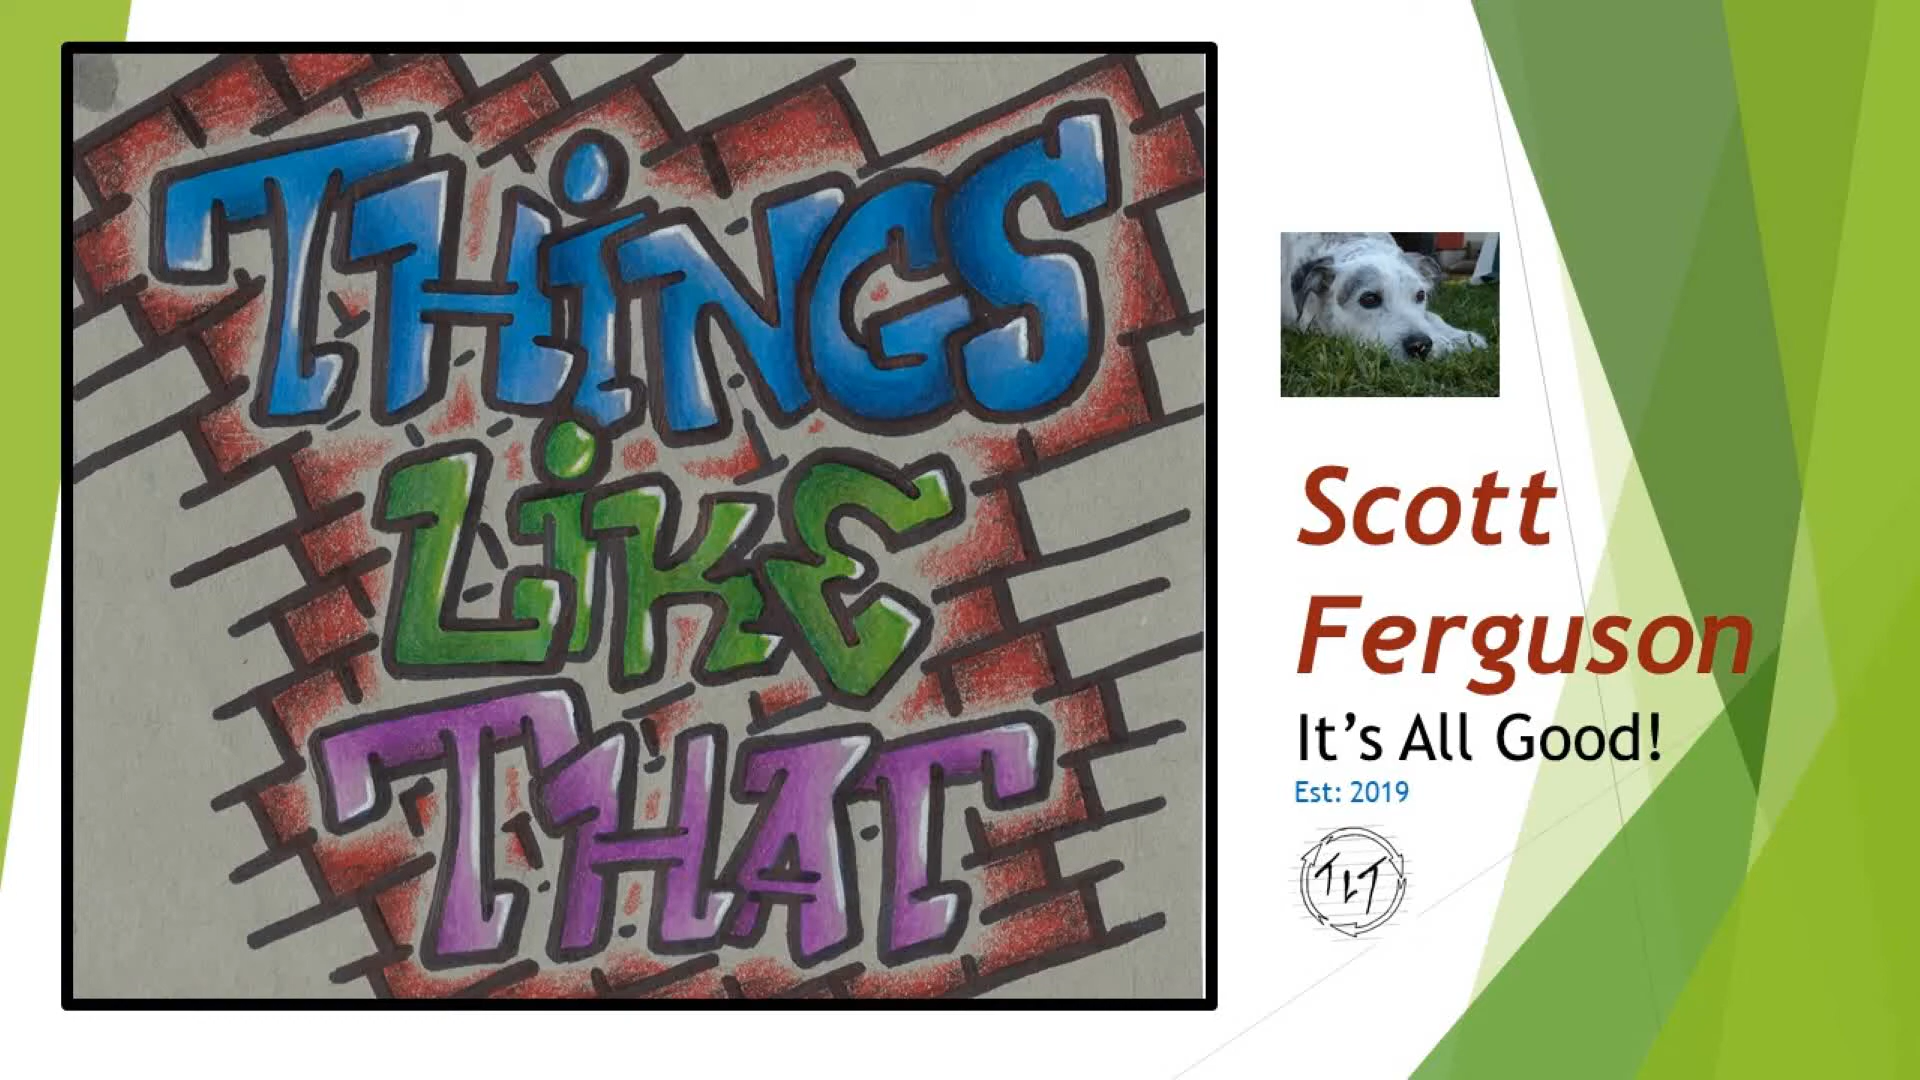 THiNGS
LiKE
THAT
Scott
Ferguson
It’s All Good!
Est: 2019
TLT